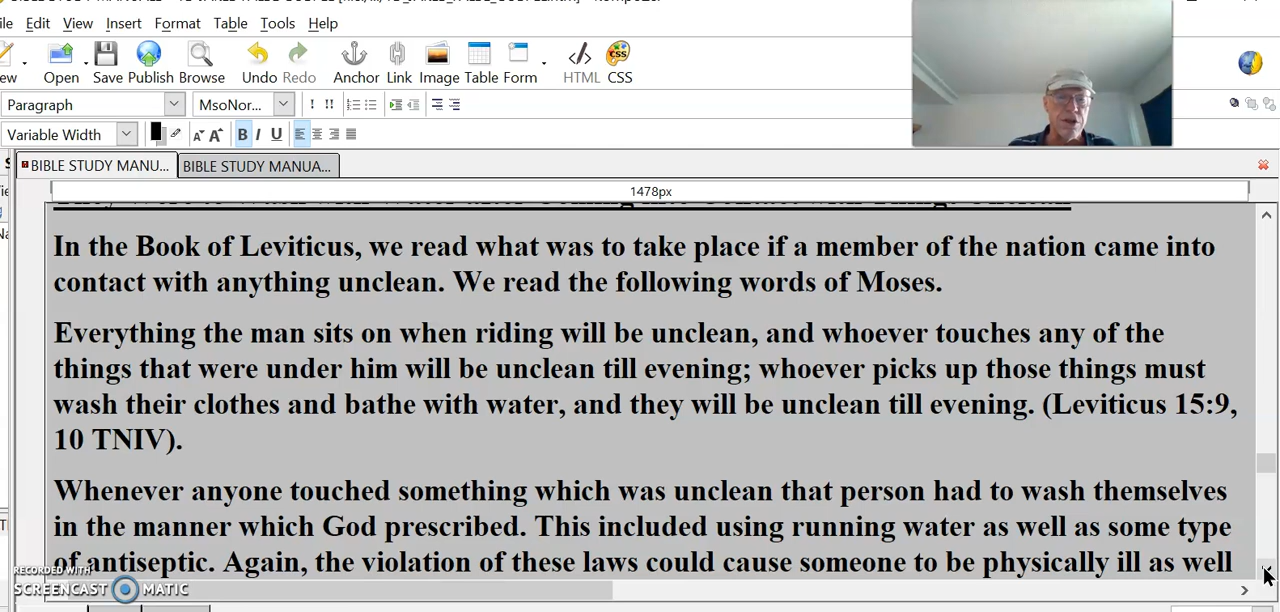 Edit View Insert Format Table Tools Help
Open Save Publish Browse Undo Redo Anchor Link Image Table Form HTML CSS
Paragraph MsoNor...
Variable Width B I U
BIBLE STUDY MANU... BIBLE STUDY MANUA...
1478px
In the Book of Leviticus, we read what was to take place if a member of the nation came into
contact with anything unclean. We read the following words of Moses.
Everything the man sits on when riding will be unclean, and whoever touches any of the
things that were under him will be unclean till evening; whoever picks up those things must
wash their clothes and bathe with water, and they will be unclean till evening. (Leviticus 15:9,
10 TNIV).
Whenever anyone touched something which was unclean that person had to wash themselves
in the manner which God prescribed. This included using running water as well as some type
of antiseptic. Again, the violation of these laws could cause someone to be physically ill as well
RECORDED WITH
SCREENCAST MATIC